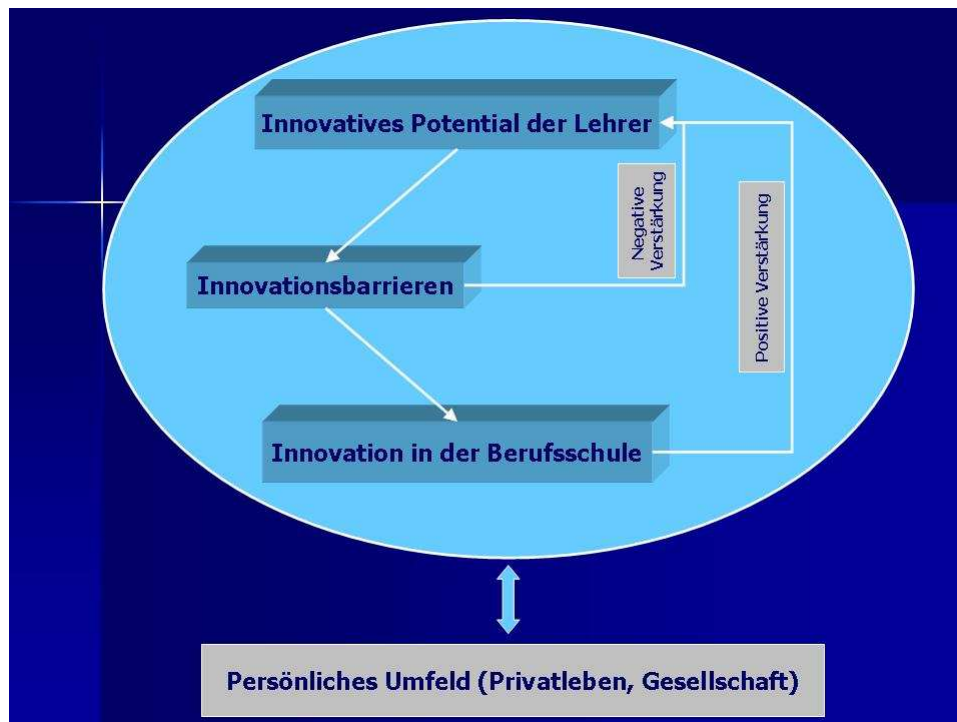 Innovatives Potential der Lehrer
Negative
Verstärkung
Positive Verstärkung
Innovationsbarrieren
Innovation in der Berufsschule
Persönliches Umfeld (Privatleben, Gesellschaft)